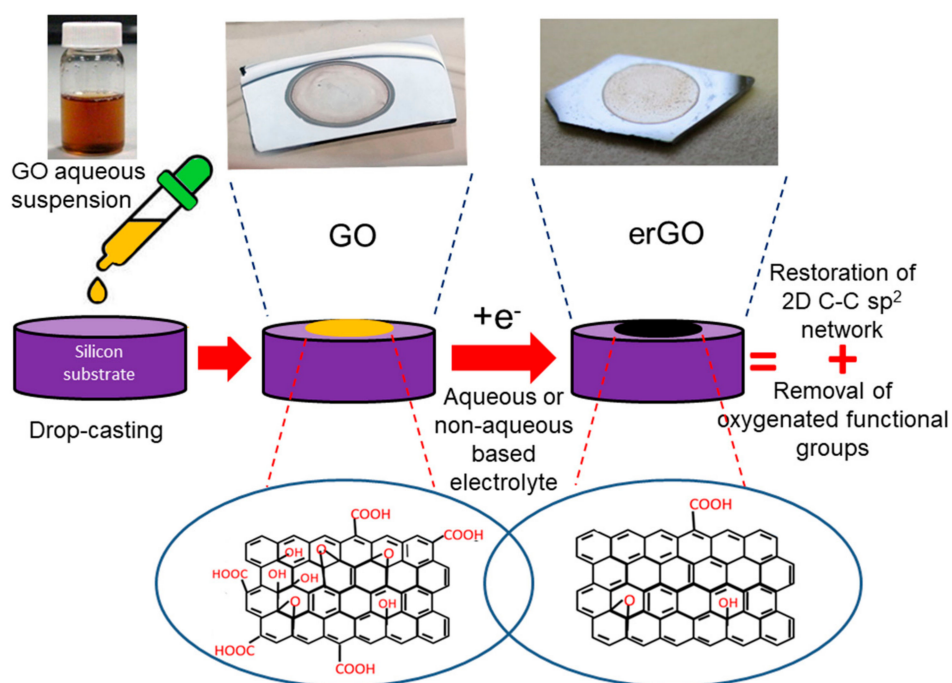 GO aqueous
suspension
GO
erGO
Silicon
substrate
Drop-casting
+e⁻
Aqueous or
non-aqueous
based
electrolyte
=
Restoration of
2D C-C sp²
network
+
Removal of
oxygenated functional
groups
COOH
COOH
OH
O
O
OH
OH
HOOC
O
OH
HOOC
COOH
COOH
O
OH